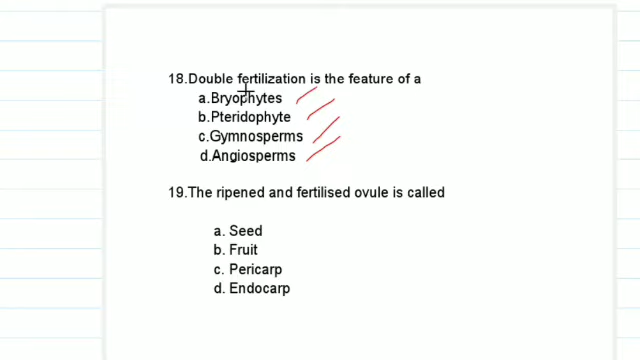 18.Double fertilization is the feature of a
a.Bryophytes
b.Pteridophyte
c.Gymnosperms
d.Angiosperms
19.The ripened and fertilised ovule is called
a. Seed
b. Fruit
c. Pericarp
d. Endocarp